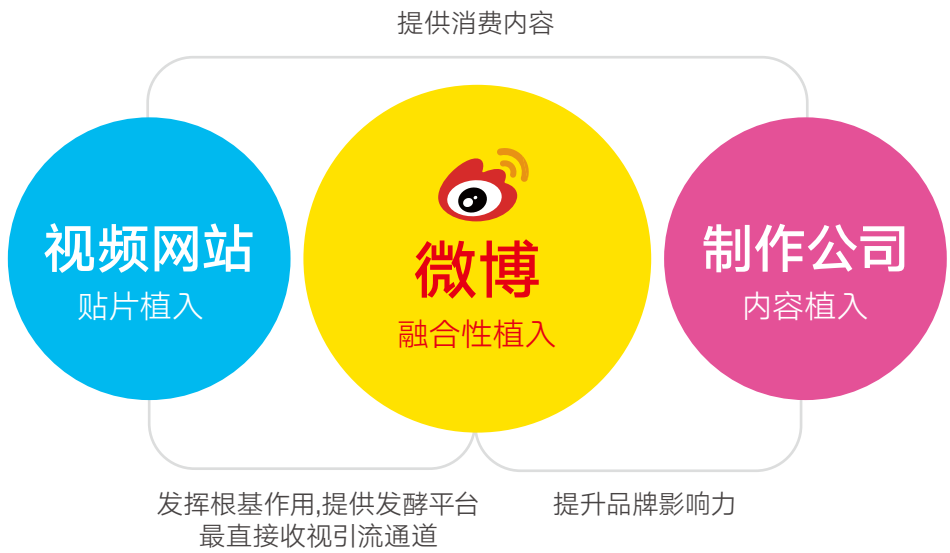 提供消费内容
视频网站
贴片植入
微博
融合性植入
制作公司
内容植入
发挥根基作用,提供发酵平台
最直接收视引流通道
提升品牌影响力